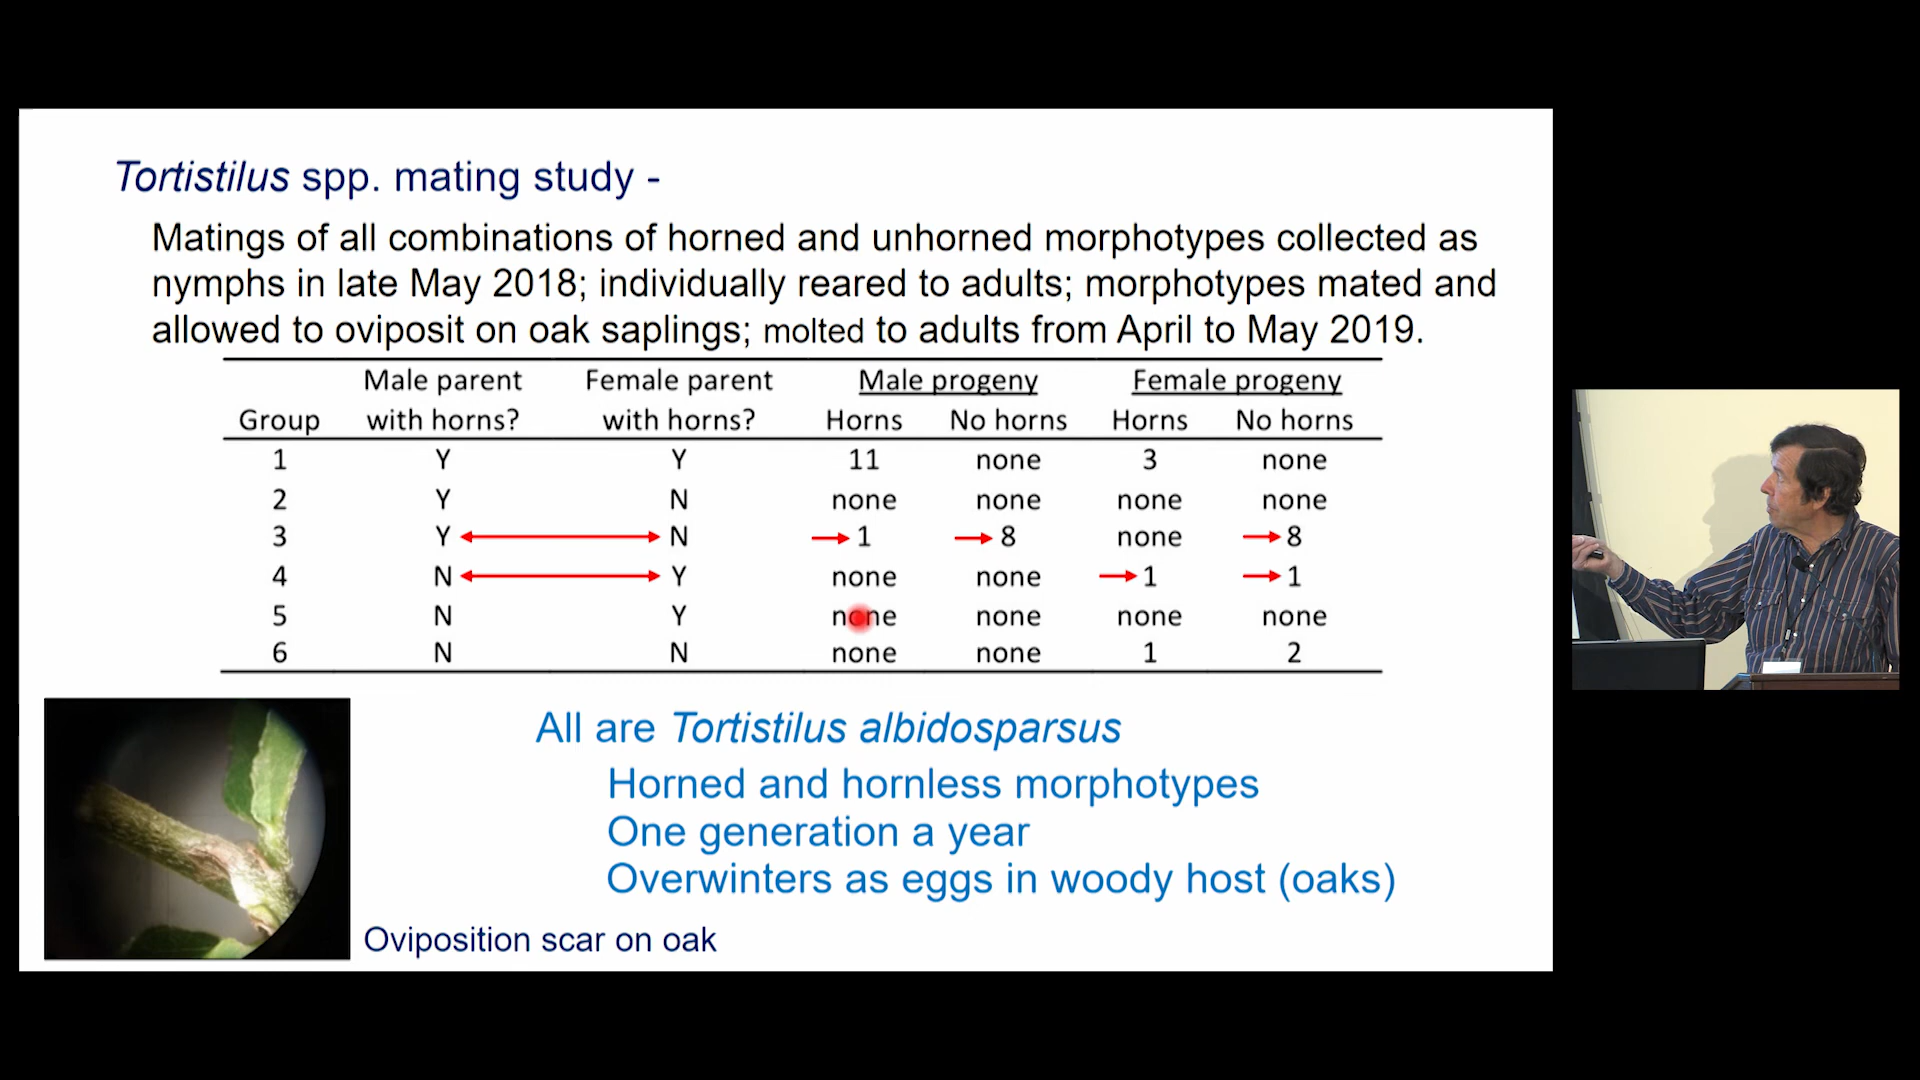 Tortistilus spp. mating study -
Matings of all combinations of horned and unhorned morphotypes collected as
nymphs in late May 2018; individually reared to adults; morphotypes mated and
allowed to oviposit on oak saplings; molted to adults from April to May 2019.
Male parent Female parent Male progeny Female progeny
Group with horns? with horns? Horns No horns Horns No horns
1 Y Y 11 none 3 none
2 Y N none none none none
3 Y N 1 8 none 8
4 N Y none none 1 1
5 N Y none none none none
6 N N none none 1 2
All are Tortistilus albidosparsus
Horned and hornless morphotypes
One generation a year
Overwinters as eggs in woody host (oaks)
Oviposition scar on oak